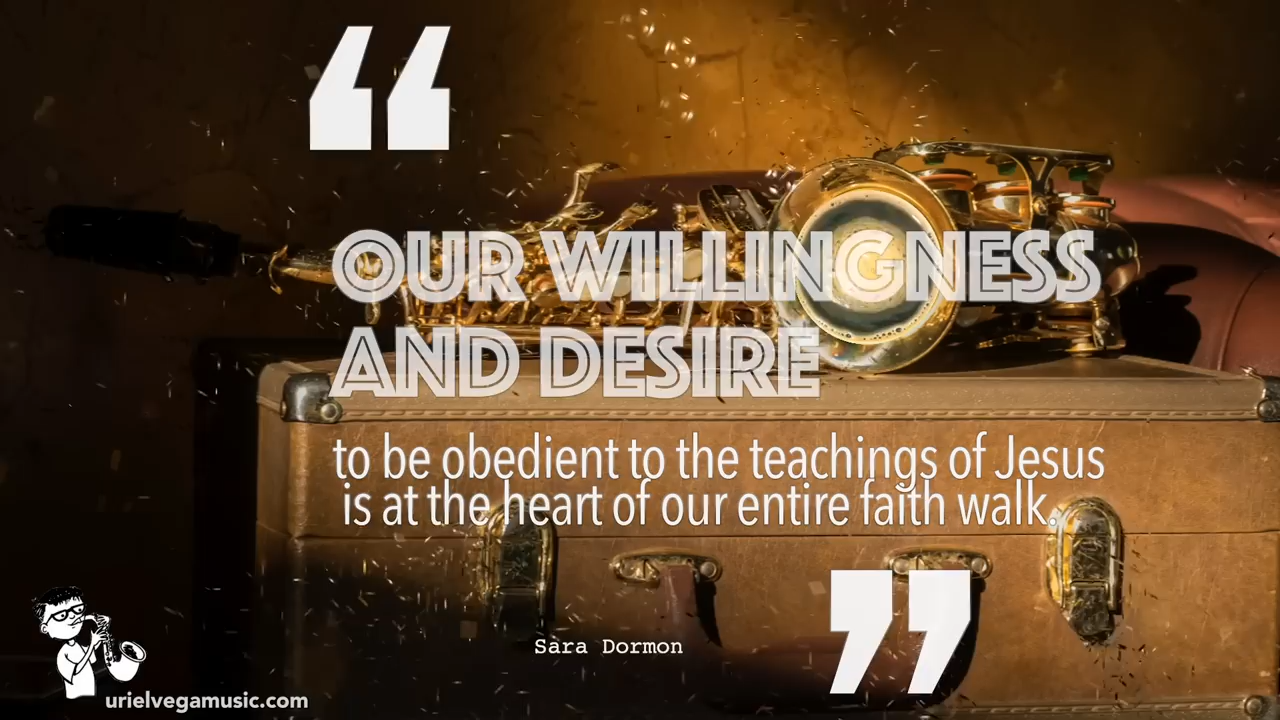 “
OUR WILLINGNESS
AND DESIRE
to be obedient to the teachings of Jesus
is at the heart of our entire faith walk.
”
Sara Dormon
urielvegamusic.com